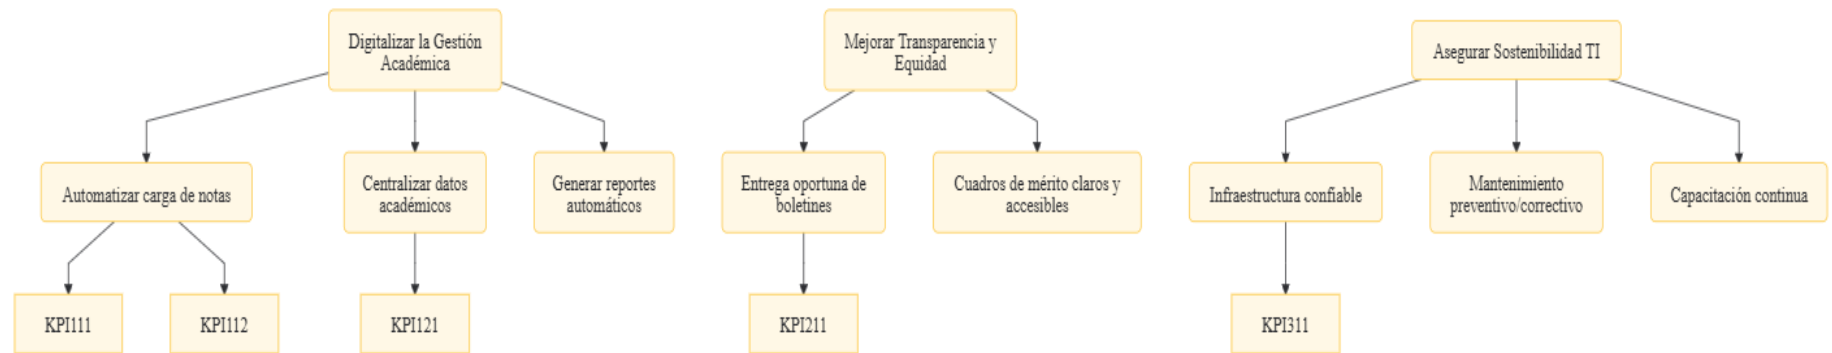 Digitalizar la Gestión
Académica
Mejorar Transparencia y
Equidad
Asegurar Sostenibilidad TI
Automatizar carga de notas
Centralizar datos
académicos
Generar reportes
automáticos
Entrega oportuna de
boletines
Cuadros de mérito claros y
accesibles
Infraestructura confiable
Mantenimiento
preventivo/correctivo
Capacitación continua
KPI111
KPI112
KPI121
KPI211
KPI311